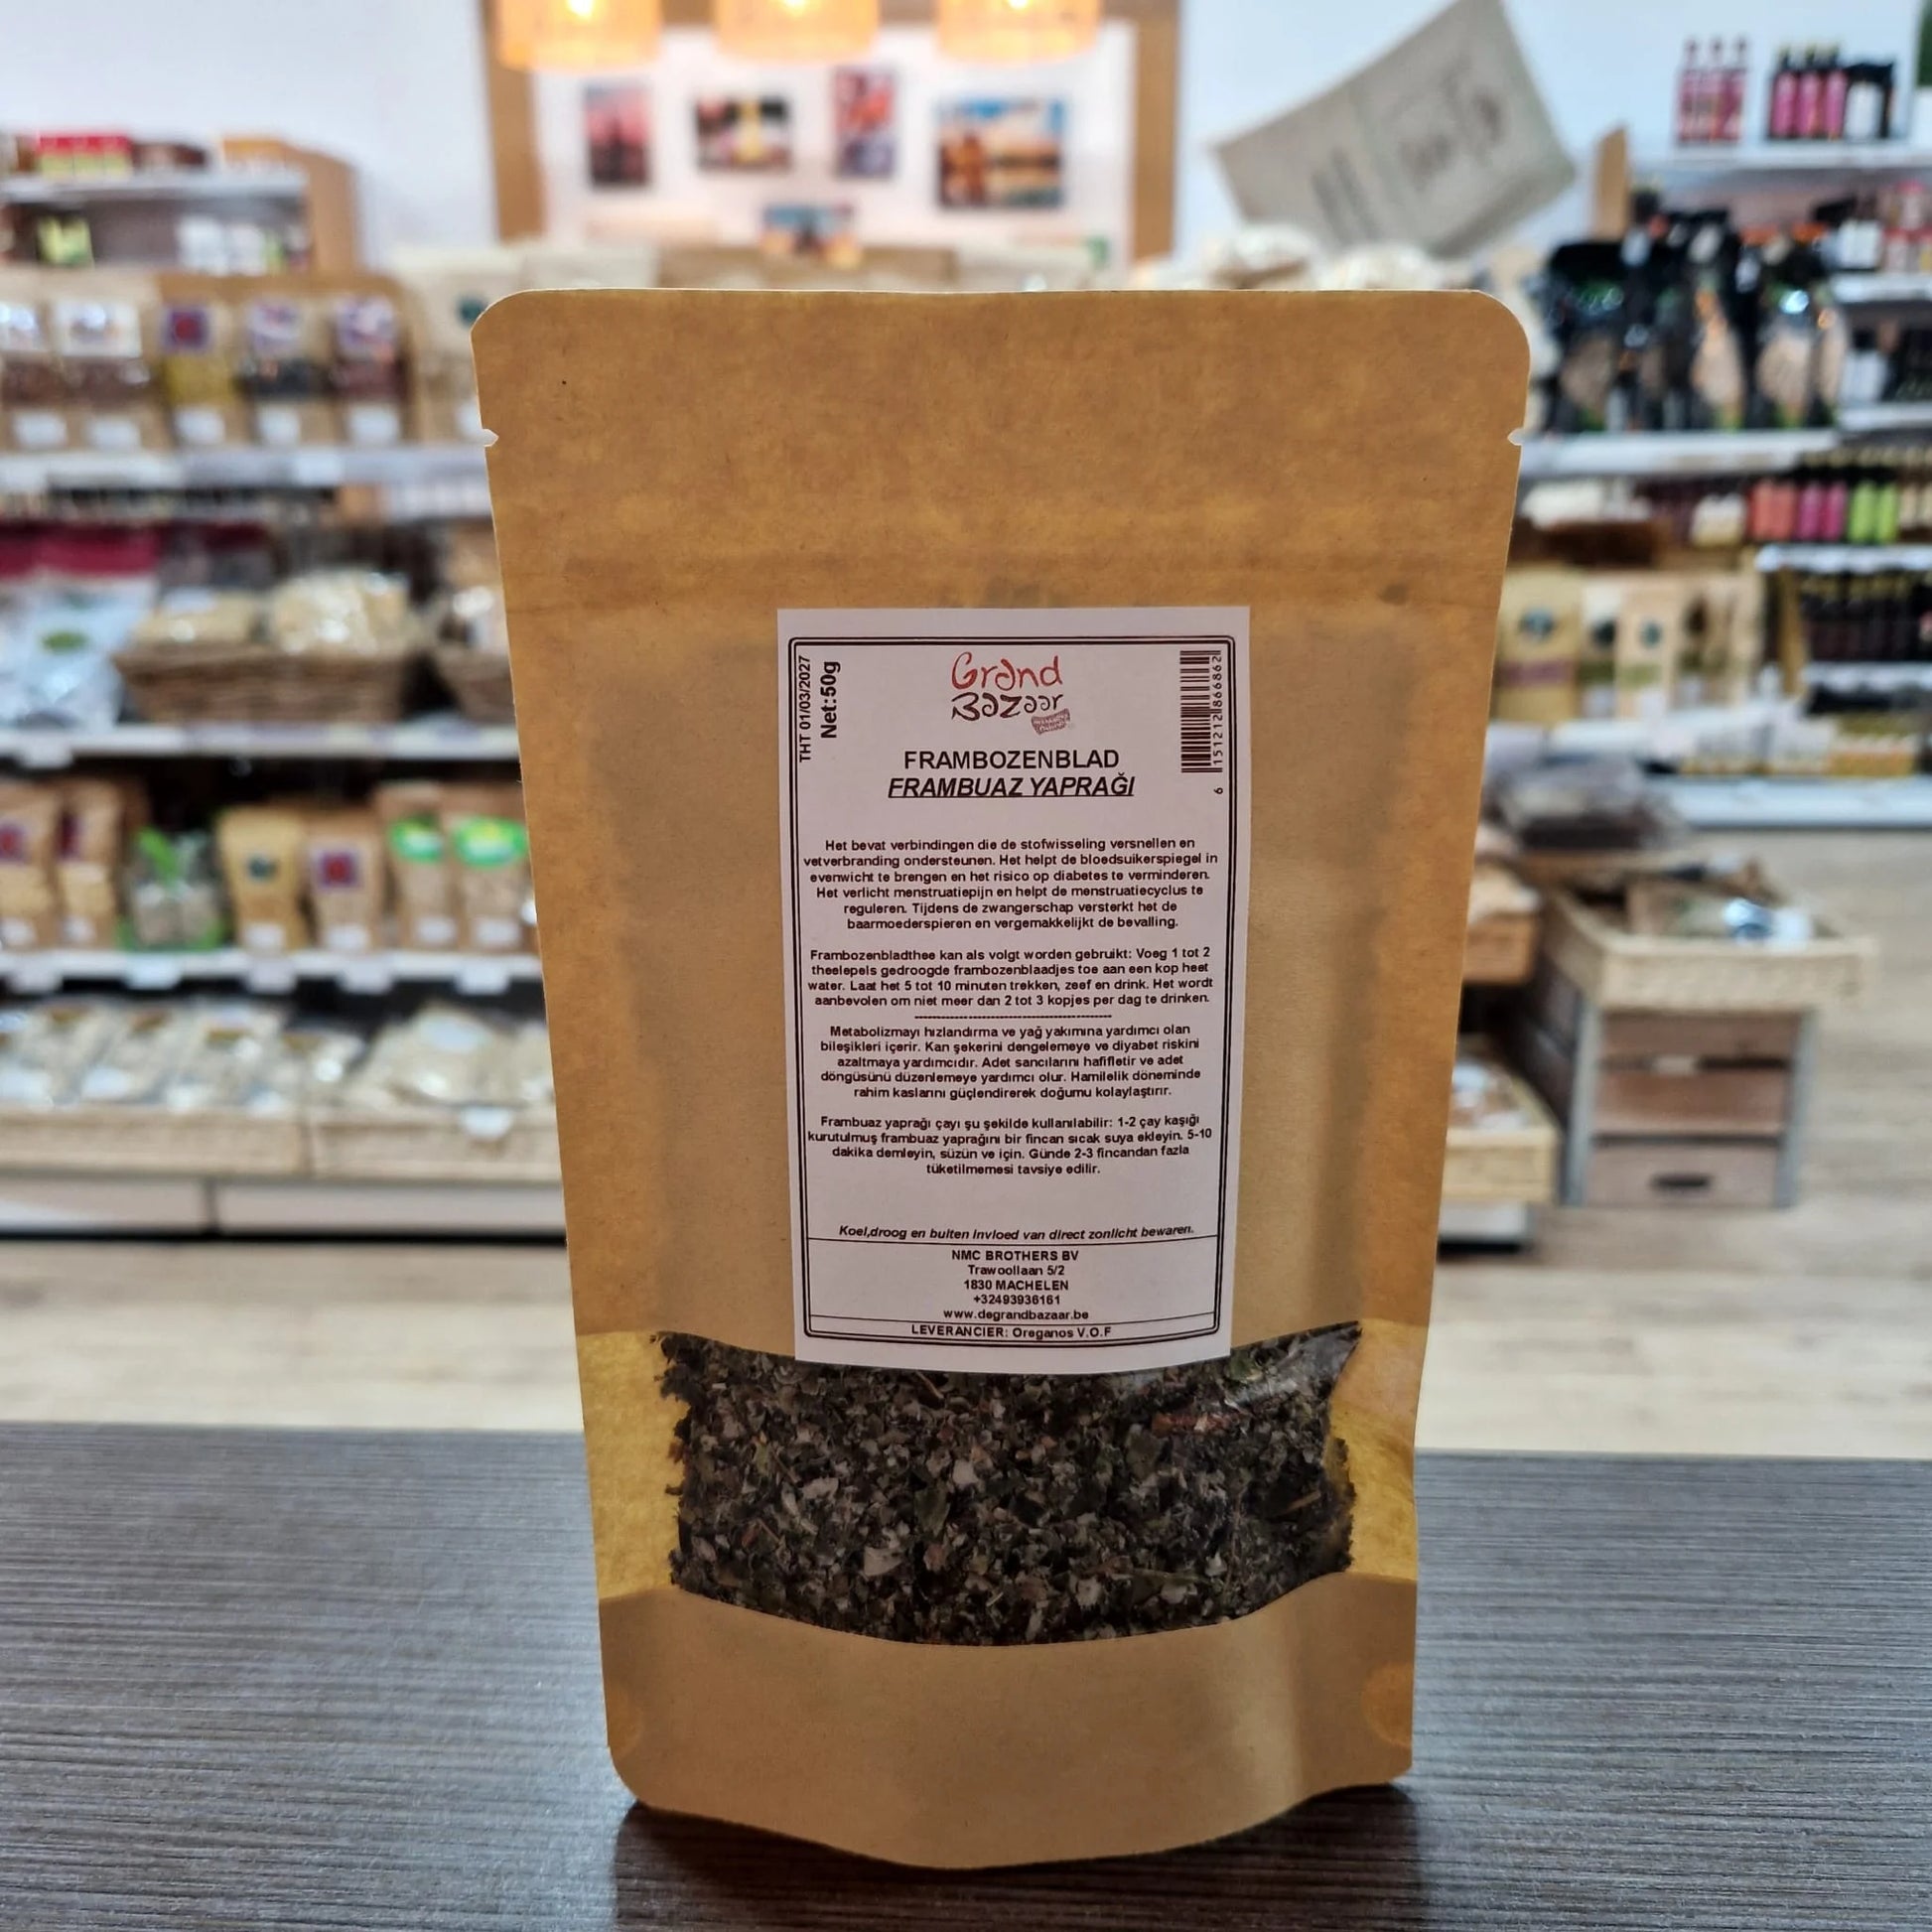 THT 01/03/2027
Net:50g
Grand
Bazaar
6 151212 866862
FRAMBOZENBLAD
FRAMBUAZ YAPRAĞI
Het bevat verbindingen die de stofwisseling versnellen en
vetverbranding ondersteunen. Het helpt de bloedsuikerspiegel in
evenwicht te brengen en het risico op diabetes te verminderen.
Het verlicht menstruatiepijn en helpt de menstruatiecyclus te
reguleren. Tijdens de zwangerschap versterkt het de
baarmoederspieren en vergemakkelijkt de bevalling.
Frambozenbladthee kan als volgt worden gebruikt: Voeg 1 tot 2
theelepels gedroogde frambozenblaadjes toe aan een kop heet
water. Laat het 5 tot 10 minuten trekken, zeef en drink. Het wordt
aanbevolen om niet meer dan 2 tot 3 kopjes per dag te drinken.
Metabolizmayı hızlandırma ve yağ yakımına yardımcı olan
bileşikleri içerir. Kan şekerini dengelemeye ve diyabet riskini
azaltmaya yardımcıdır. Adet sancılarını hafifletir ve adet
döngüsünü düzenlemeye yardımcı olur. Hamilelik döneminde
rahim kaslarını güçlendirerek doğumu kolaylaştırır.
Frambuaz yaprağı çayı şu şekilde kullanılabilir: 1-2 çay kaşığı
kurutulmuş frambuaz yaprağını bir fincan sıcak suya ekleyin. 5-10
dakika demleyin, süzün ve için. Günde 2-3 fincandan fazla
tüketilmemesi tavsiye edilir.
Koel,droog en buiten invloed van direct zonlicht bewaren.
NMC BROTHERS BV
Trawoollaan 5/2
1830 MACHELEN
+32493936161
www.degrandbazaar.be
LEVERANCIER: Oreganos V.O.F